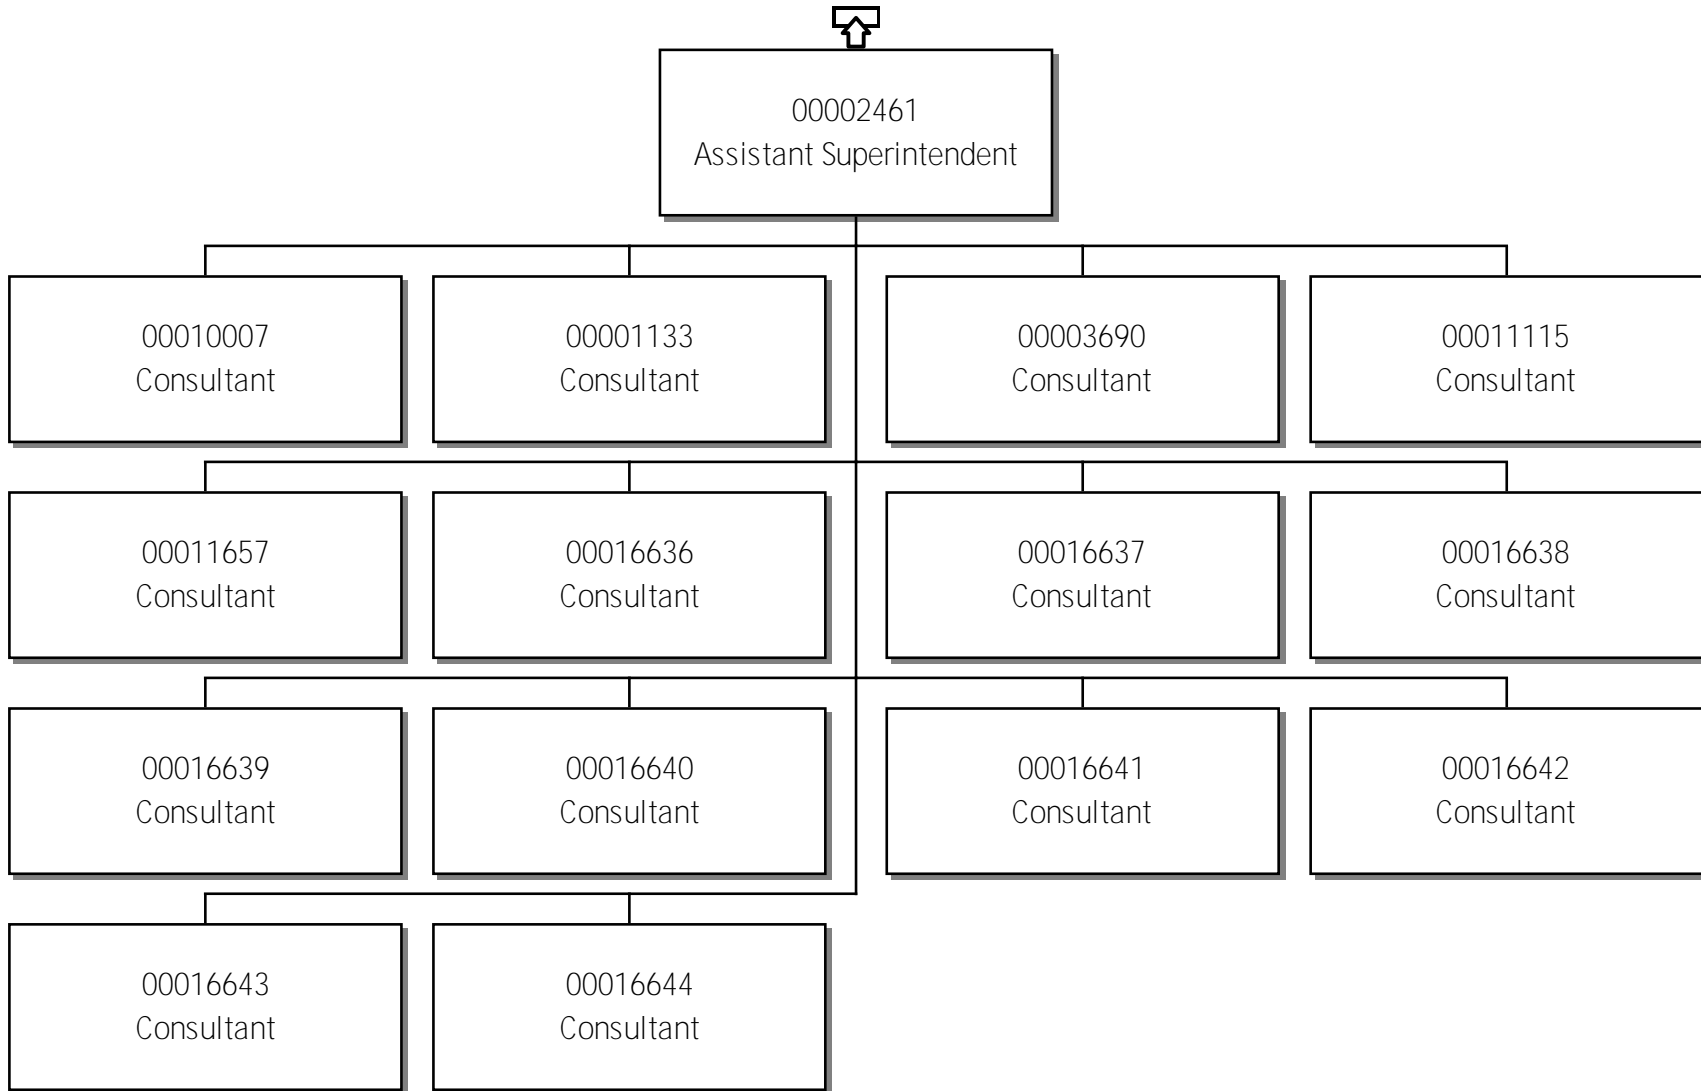 00002461
Assistant Superintendent
00010007
Consultant
00001133
Consultant
00003690
Consultant
00011115
Consultant
00011657
Consultant
00016636
Consultant
00016637
Consultant
00016638
Consultant
00016639
Consultant
00016640
Consultant
00016641
Consultant
00016642
Consultant
00016643
Consultant
00016644
Consultant